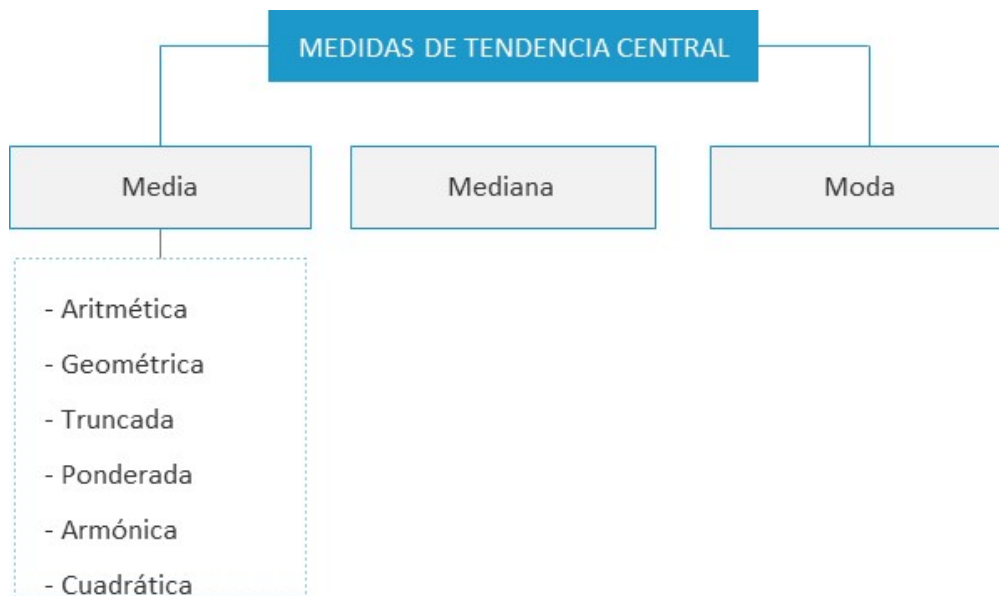 MEDIDAS DE TENDENCIA CENTRAL
Media
Mediana
Moda
- Aritmética
- Geométrica
- Truncada
- Ponderada
- Armónica
- Cuadrática